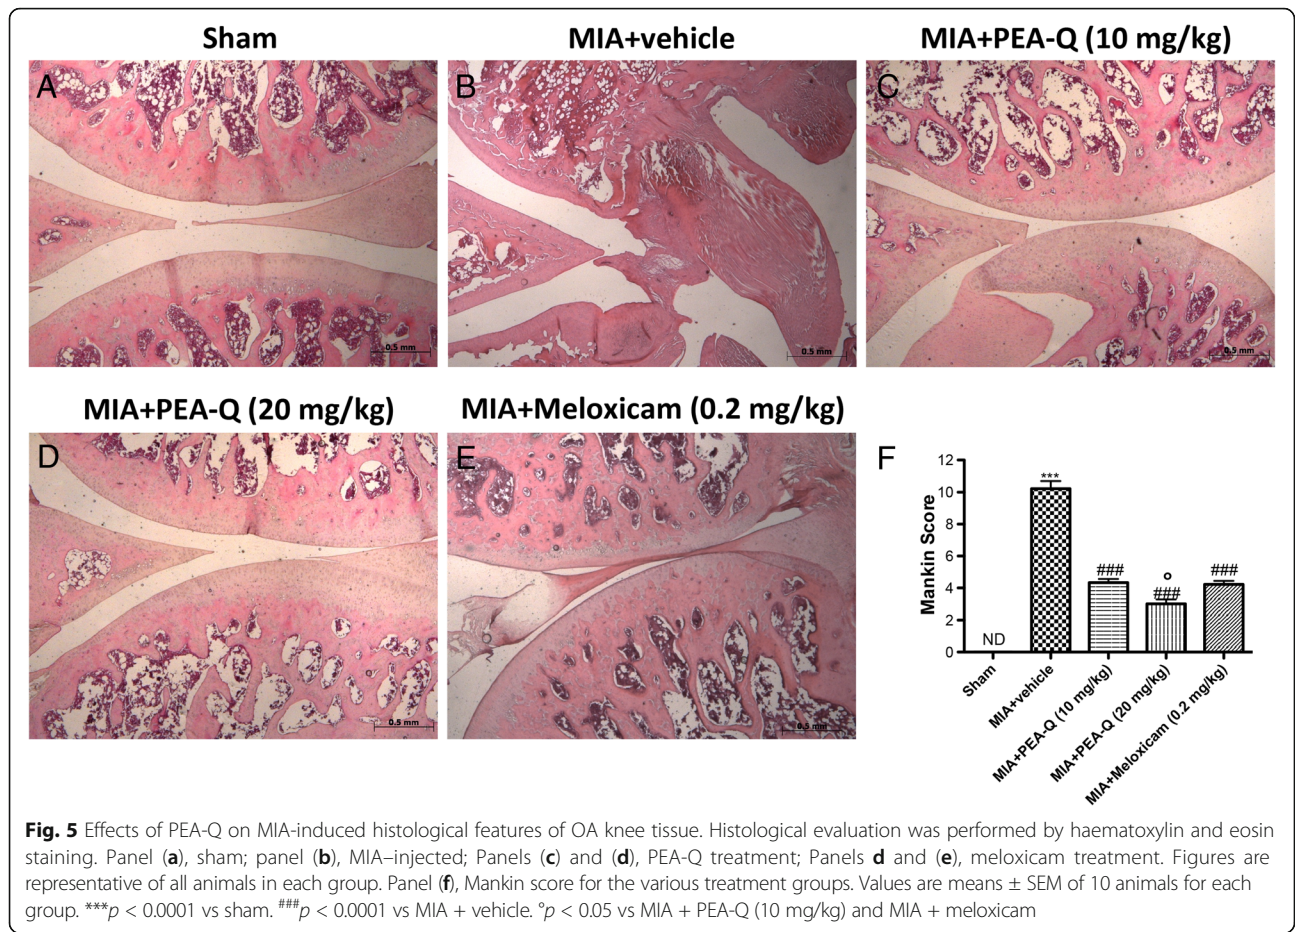 Sham
MIA+vehicle
MIA+PEA-Q (10 mg/kg)
A
B
C
0.5 mm
0.5 mm
0.5 mm
MIA+PEA-Q (20 mg/kg)
MIA+Meloxicam (0.2 mg/kg)
D
E
F
0.5 mm
0.5 mm
Mankin Score
12
10
8
6
4
2
0
ND
***
###
°
###
###
Sham
MIA+vehicle
MIA+PEA-Q (10 mg/kg)
MIA+PEA-Q (20 mg/kg)
MIA+Meloxicam (0.2 mg/kg)
Fig. 5 Effects of PEA-Q on MIA-induced histological features of OA knee tissue. Histological evaluation was performed by haematoxylin and eosin
staining. Panel (a), sham; panel (b), MIA–injected; Panels (c) and (d), PEA-Q treatment; Panels d and (e), meloxicam treatment. Figures are
representative of all animals in each group. Panel (f), Mankin score for the various treatment groups. Values are means ± SEM of 10 animals for each
group. ***p < 0.0001 vs sham. ###p < 0.0001 vs MIA + vehicle. °p < 0.05 vs MIA + PEA-Q (10 mg/kg) and MIA + meloxicam